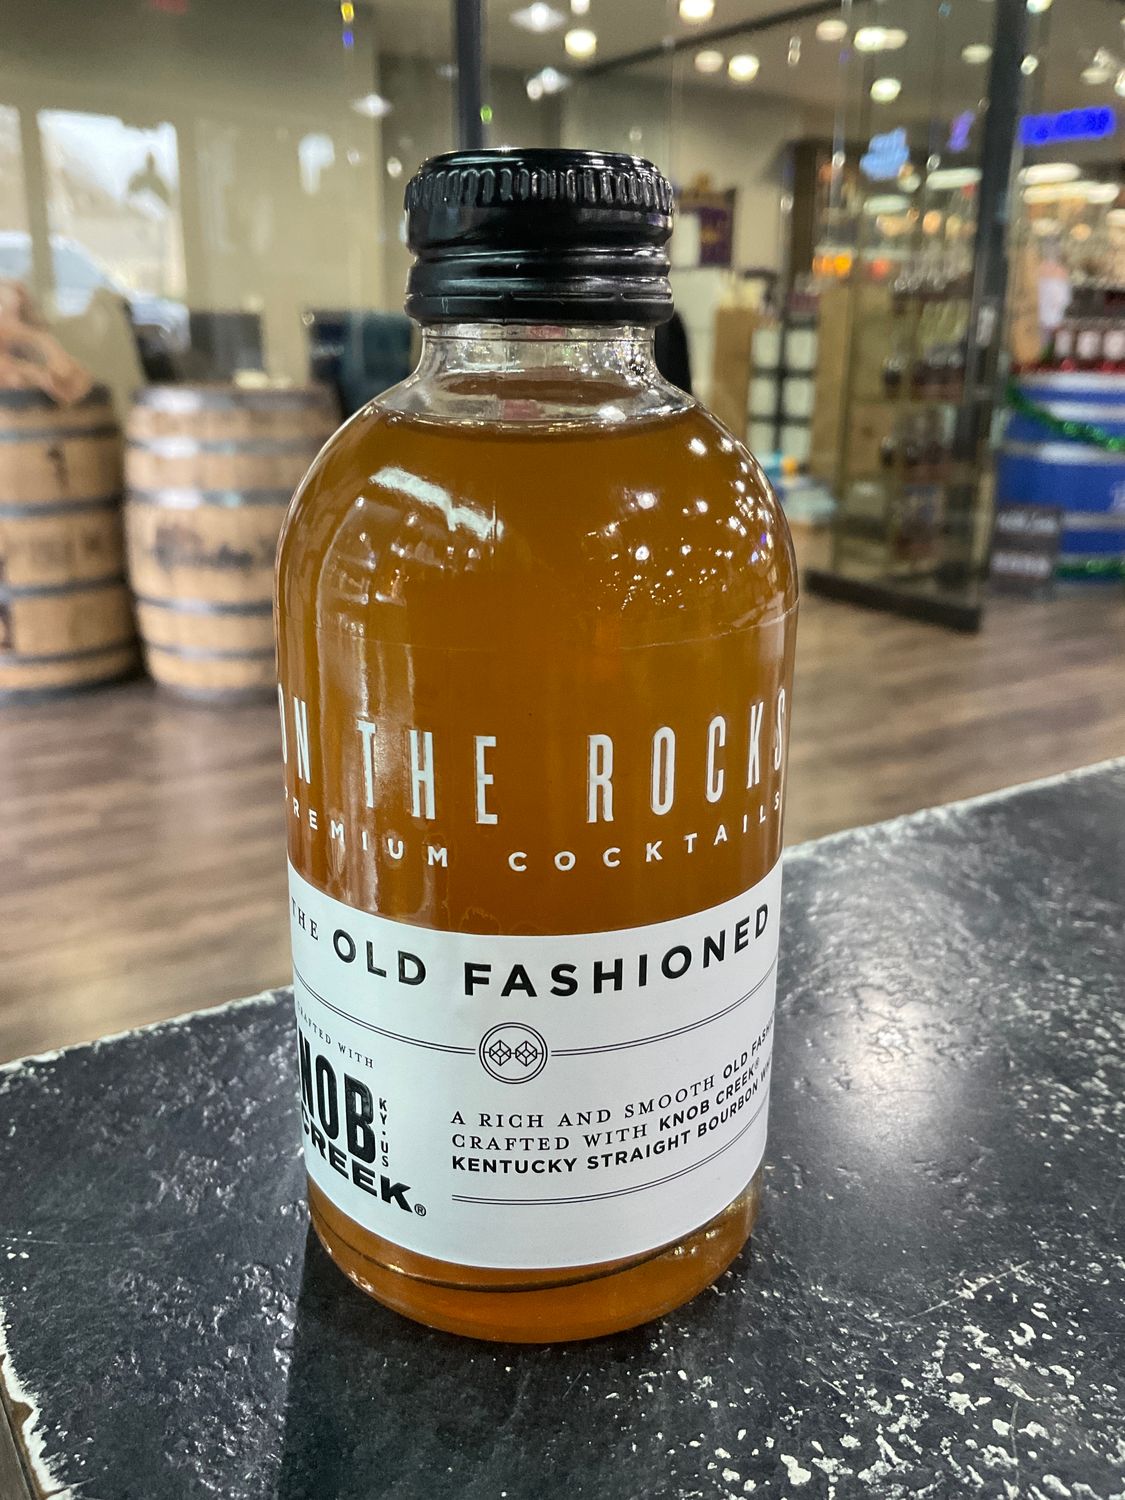 ON THE ROCKS
PREMIUM COCKTAILS
THE OLD FASHIONED
CRAFTED WITH
KNOB
CREEK®
KY·US
A RICH AND SMOOTH OLD FASHI
CRAFTED WITH KNOB CREEK®
KENTUCKY STRAIGHT BOURBON WH